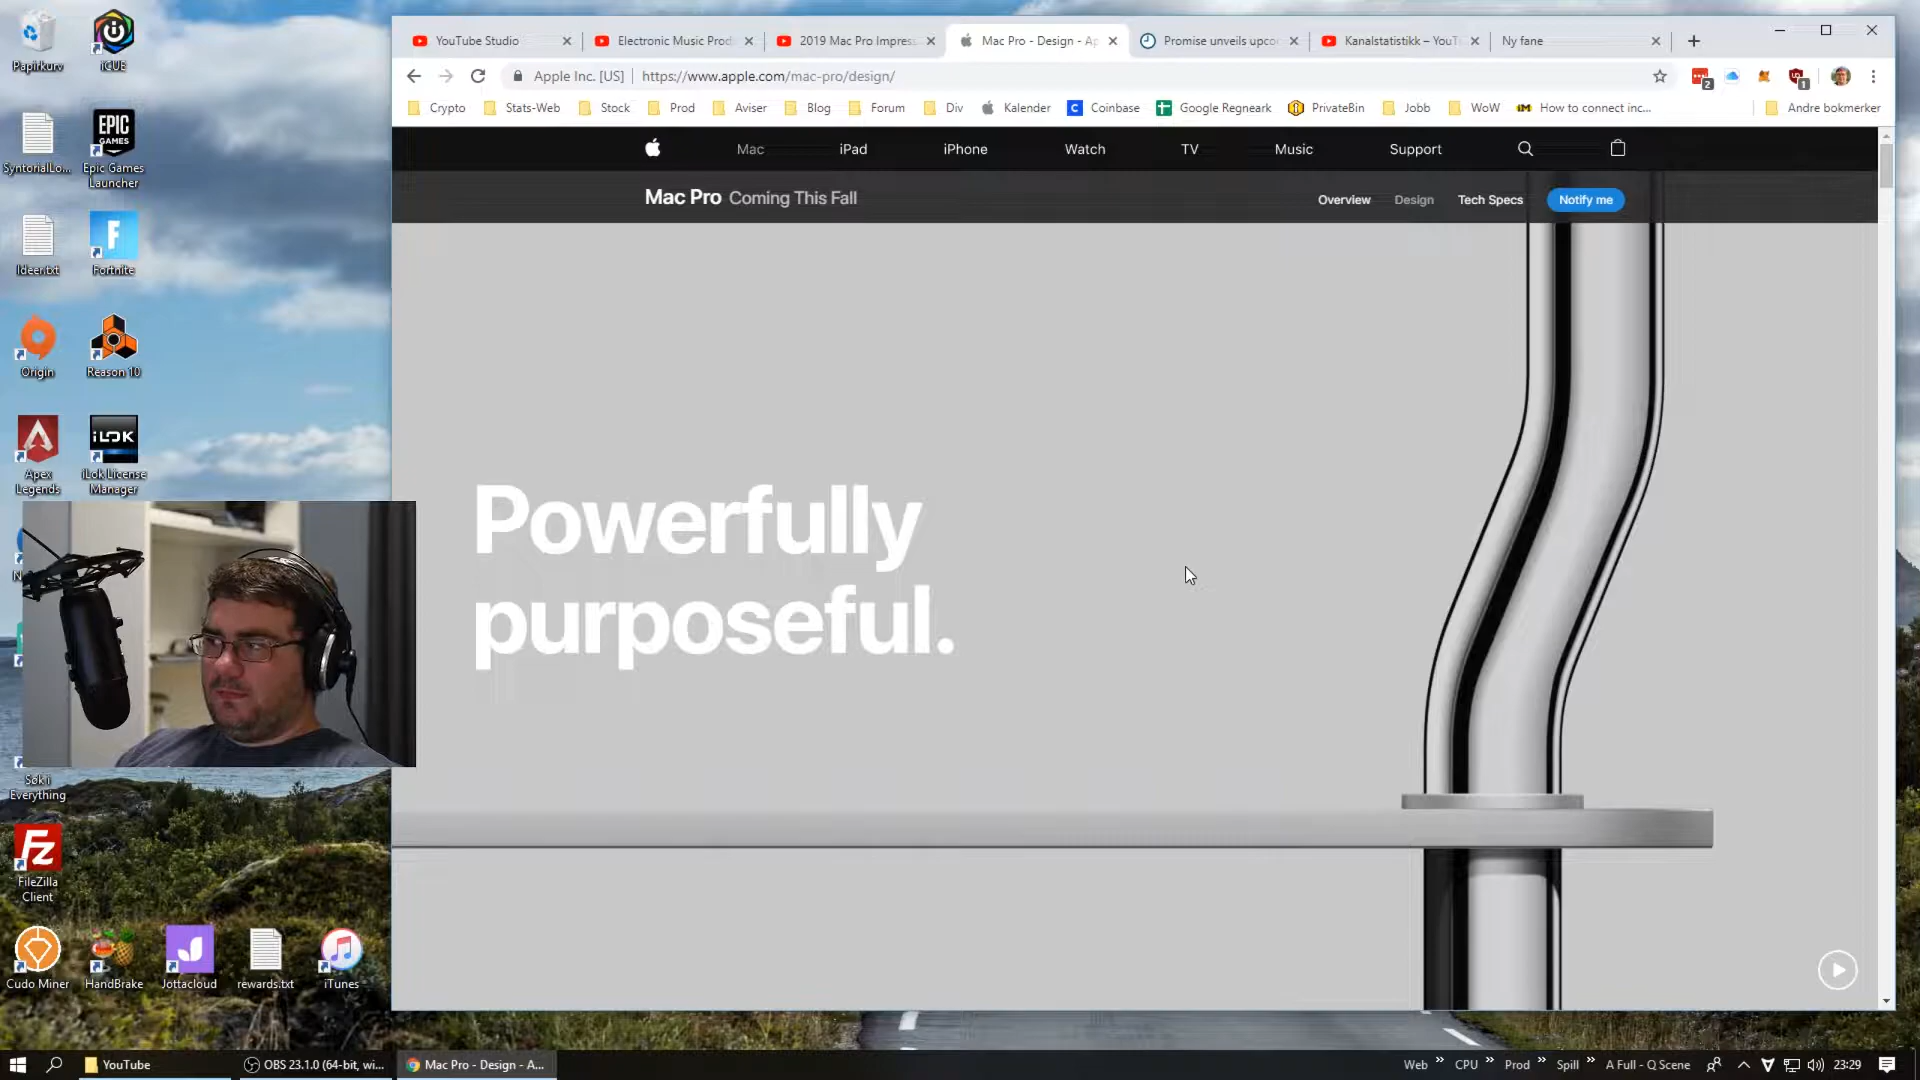 Papirkurv
iCUE
SyntorialLo...
Epic Games
Launcher
EPIC
GAMES
Ideer.txt
Fortnite
Origin
Reason 10
iLOK
Apex
Legends
iLok License
Manager
Søk i
Everything
FileZilla
Client
Cudo Miner
HandBrake
Jottacloud
rewards.txt
iTunes
YouTube Studio
Electronic Music Prod
2019 Mac Pro Impress
Mac Pro - Design - Ap
Promise unveils upco
Kanalstatistikk – YouTu
Ny fane
Apple Inc. [US]
https://www.apple.com/mac-pro/design/
2
1
Crypto
Stats-Web
Stock
Prod
Aviser
Blog
Forum
Div
Kalender
Coinbase
Google Regneark
PrivateBin
Jobb
WoW
How to connect inc...
Andre bokmerker
Mac
iPad
iPhone
Watch
TV
Music
Support
Mac Pro Coming This Fall
Overview
Design
Tech Specs
Notify me
Powerfully
purposeful.
YouTube
OBS 23.1.0 (64-bit, wi...
Mac Pro - Design - A...
Web
CPU
Prod
Spill
A Full - Q Scene
23:29